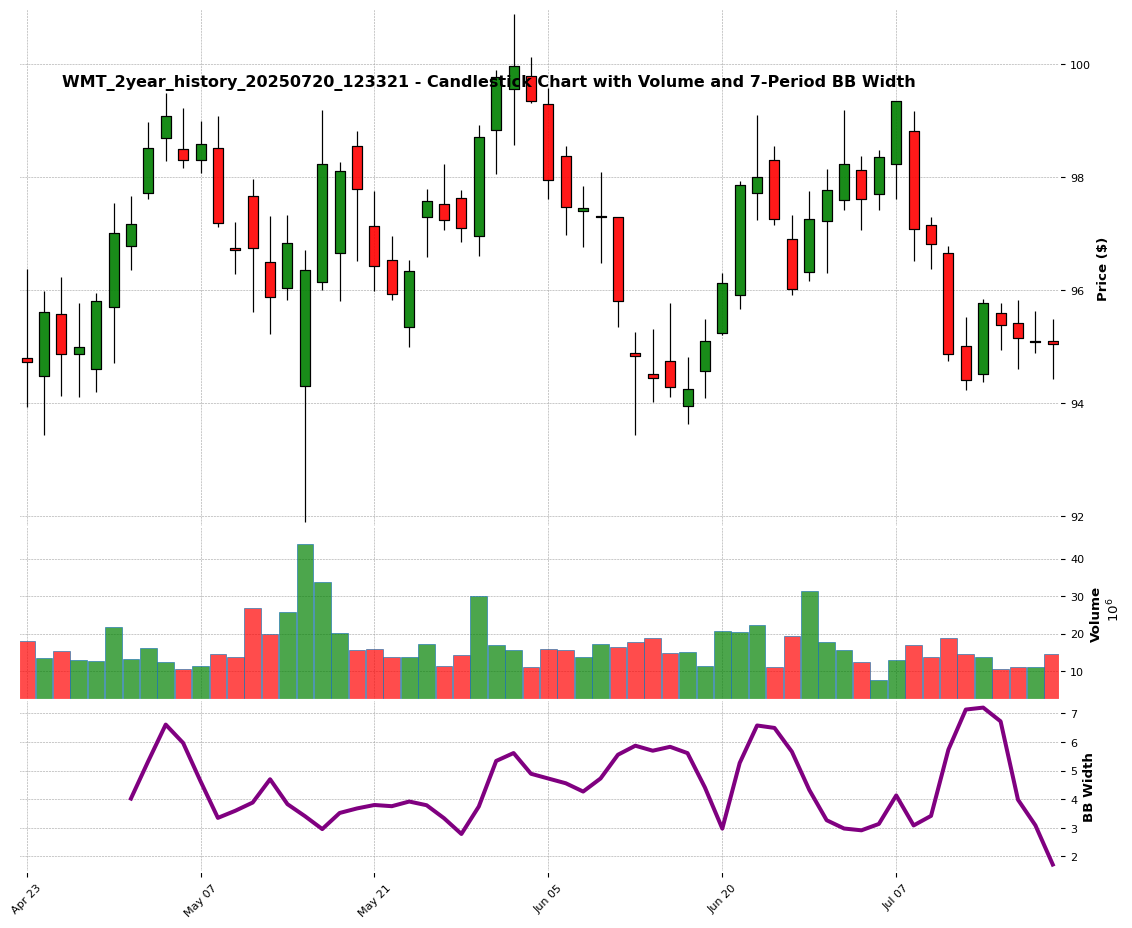 WMT_2year_history_20250720_123321 - Candlestick Chart with Volume and 7-Period BB Width
100
98
96
94
92
Price ($)
40
30
20
10
Volume
10^6
7
6
5
4
3
2
BB Width
Apr 23
May 07
May 21
Jun 05
Jun 20
Jul 07